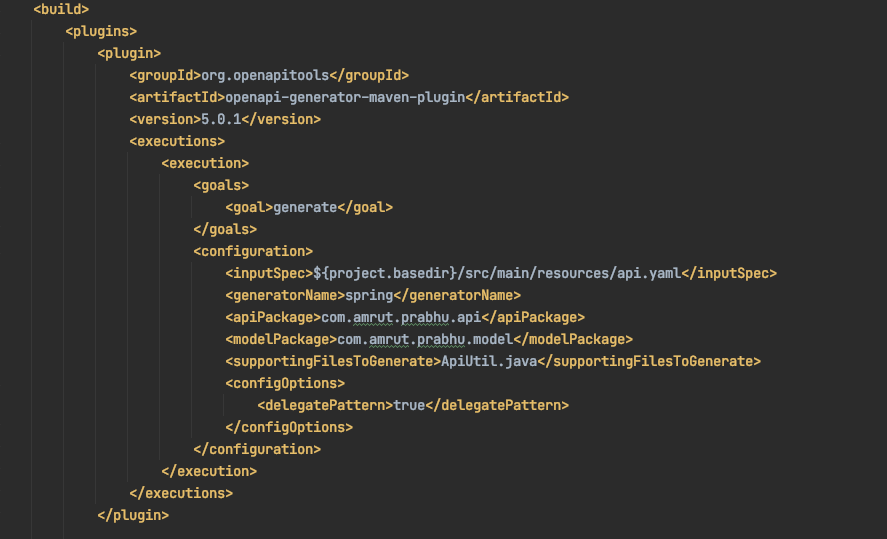 <build>
<plugins>
<plugin>
<groupId>org.openapitools</groupId>
<artifactId>openapi-generator-maven-plugin</artifactId>
<version>5.0.1</version>
<executions>
<execution>
<goals>
<goal>generate</goal>
</goals>
<configuration>
<inputSpec>${project.basedir}/src/main/resources/api.yaml</inputSpec>
<generatorName>spring</generatorName>
<apiPackage>com.amrut.prabhu.api</apiPackage>
<modelPackage>com.amrut.prabhu.model</modelPackage>
<supportingFilesToGenerate>ApiUtil.java</supportingFilesToGenerate>
<configOptions>
<delegatePattern>true</delegatePattern>
</configOptions>
</configuration>
</execution>
</executions>
</plugin>